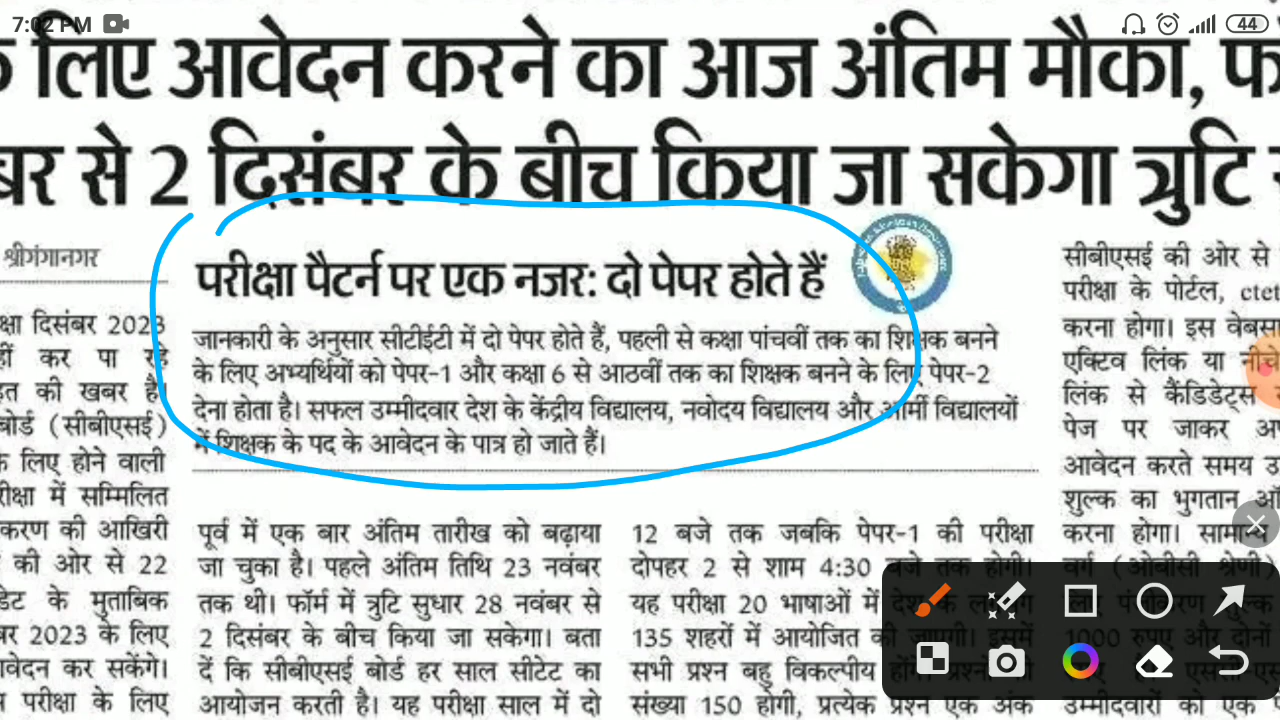 7:02 PM
44
के लिए आवेदन करने का आज अंतिम मौका,
से 2 दिसंबर के बीच किया जा सकेगा त्रुटि
श्रीगंगानगर
परीक्षा पैटर्न पर एक नजर: दो पेपर होते हैं
जानकारी के अनुसार सीटीईटी में दो पेपर होते हैं, पहली से कक्षा पांचवीं तक का शिक्षक बनने
के लिए अभ्यर्थियों को पेपर-1 और कक्षा 6 से आठवीं तक का शिक्षक बनने के लिए पेपर-2
देना होता है। सफल उम्मीदवार देश के केंद्रीय विद्यालय, नवोदय विद्यालय और आर्मी विद्यालयों
में शिक्षक के पद के आवेदन के पात्र हो जाते हैं।
दिसंबर 2023
कर पा रहे
की खबर है।
बोर्ड (सीबीएसई)
के लिए होने वाली
में सम्मिलित
की आखिरी
की ओर से 22
के मुताबिक
2023 के लिए
कर सकेंगे।
परीक्षा के लिए
पूर्व में एक बार अंतिम तारीख को बढ़ाया
जा चुका है। पहले अंतिम तिथि 23 नवंबर
तक थी। फॉर्म में त्रुटि सुधार 28 नवंबर से
2 दिसंबर के बीच किया जा सकेगा। बता
दें कि सीबीएसई बोर्ड हर साल सीटेट का
आयोजन करती है। यह परीक्षा साल में दो
12 बजे तक जबकि पेपर-1 की परीक्षा
दोपहर 2 से शाम 4:30 बजे तक होगी।
यह परीक्षा 20 भाषाओं में देश के
135 शहरों में आयोजित की जाएगी। इसमें
सभी प्रश्न बहु विकल्पीय होंगे।
संख्या 150 होगी, प्रत्येक प्रश्न एक अंक
सीबीएसई की ओर से
परीक्षा के पोर्टल, ctet
करना होगा। इस
एक्टिव लिंक या नीचे
लिंक से कैंडिडेट्स
पेज पर जाकर
आवेदन करते समय
शुल्क का भुगतान
करना होगा। सामान्य
वर्ग (ओबीसी श्रेणी)
1000 रुपए और दोनों
उम्मीदवारों को एक